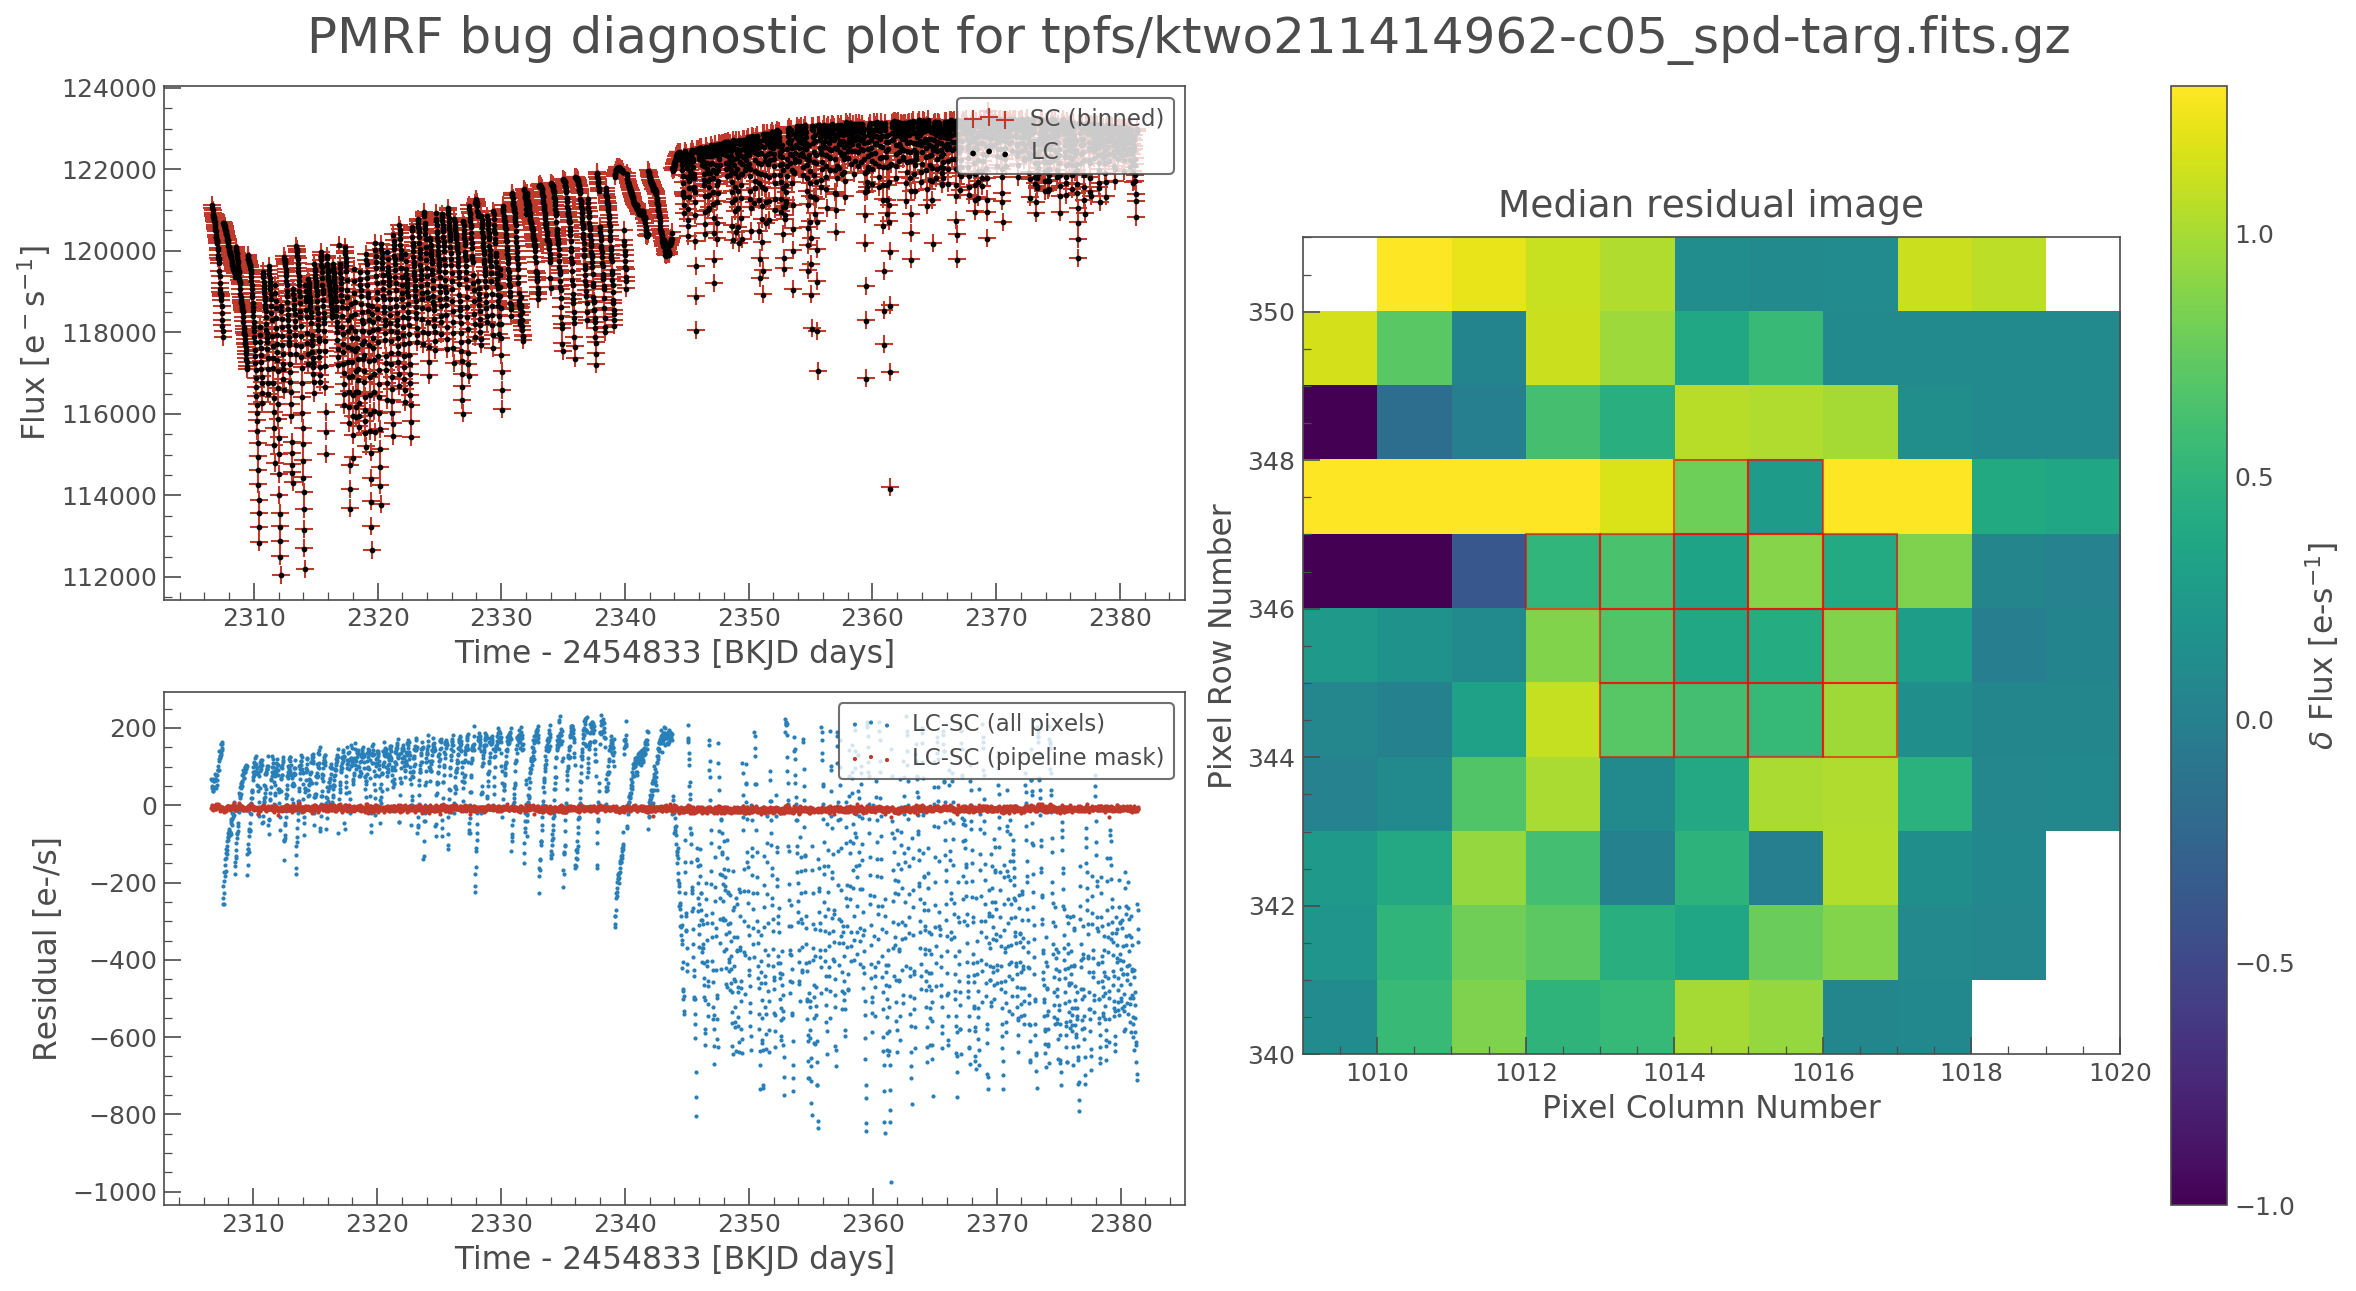 PMRF bug diagnostic plot for tpfs/ktwo211414962-c05_spd-targ.fits.gz
124000
122000
120000
118000
116000
114000
112000
Flux [e⁻ s⁻¹]
SC (binned)
LC
2310 2320 2330 2340 2350 2360 2370 2380
Time - 2454833 [BKJD days]
200
0
−200
−400
−600
−800
−1000
Residual [e-/s]
LC-SC (all pixels)
LC-SC (pipeline mask)
2310 2320 2330 2340 2350 2360 2370 2380
Time - 2454833 [BKJD days]
Median residual image
350
348
346
344
342
340
Pixel Row Number
1010 1012 1014 1016 1018 1020
Pixel Column Number
1.0
0.5
0.0
−0.5
−1.0
δ Flux [e-s⁻¹]